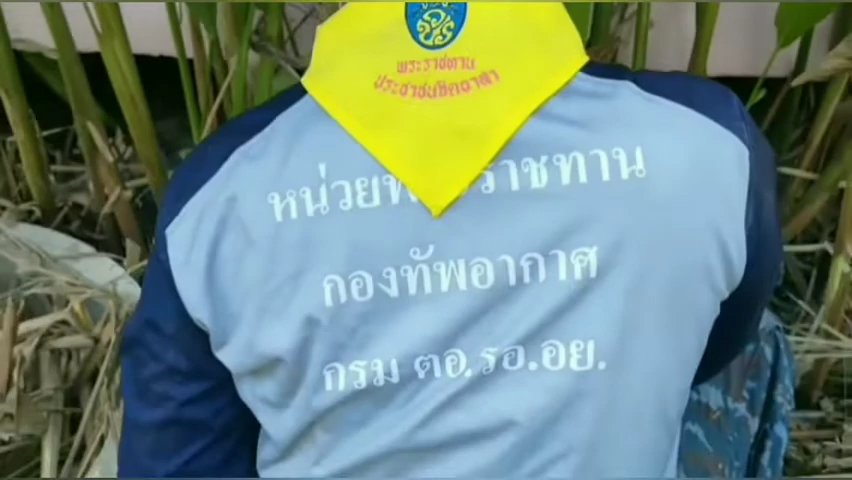 พระราชทาน
ประชาชนจิตอาสา
หน่วย ราชทาน
กองทัพอากาศ
กรม ตอ.รอ.อย.